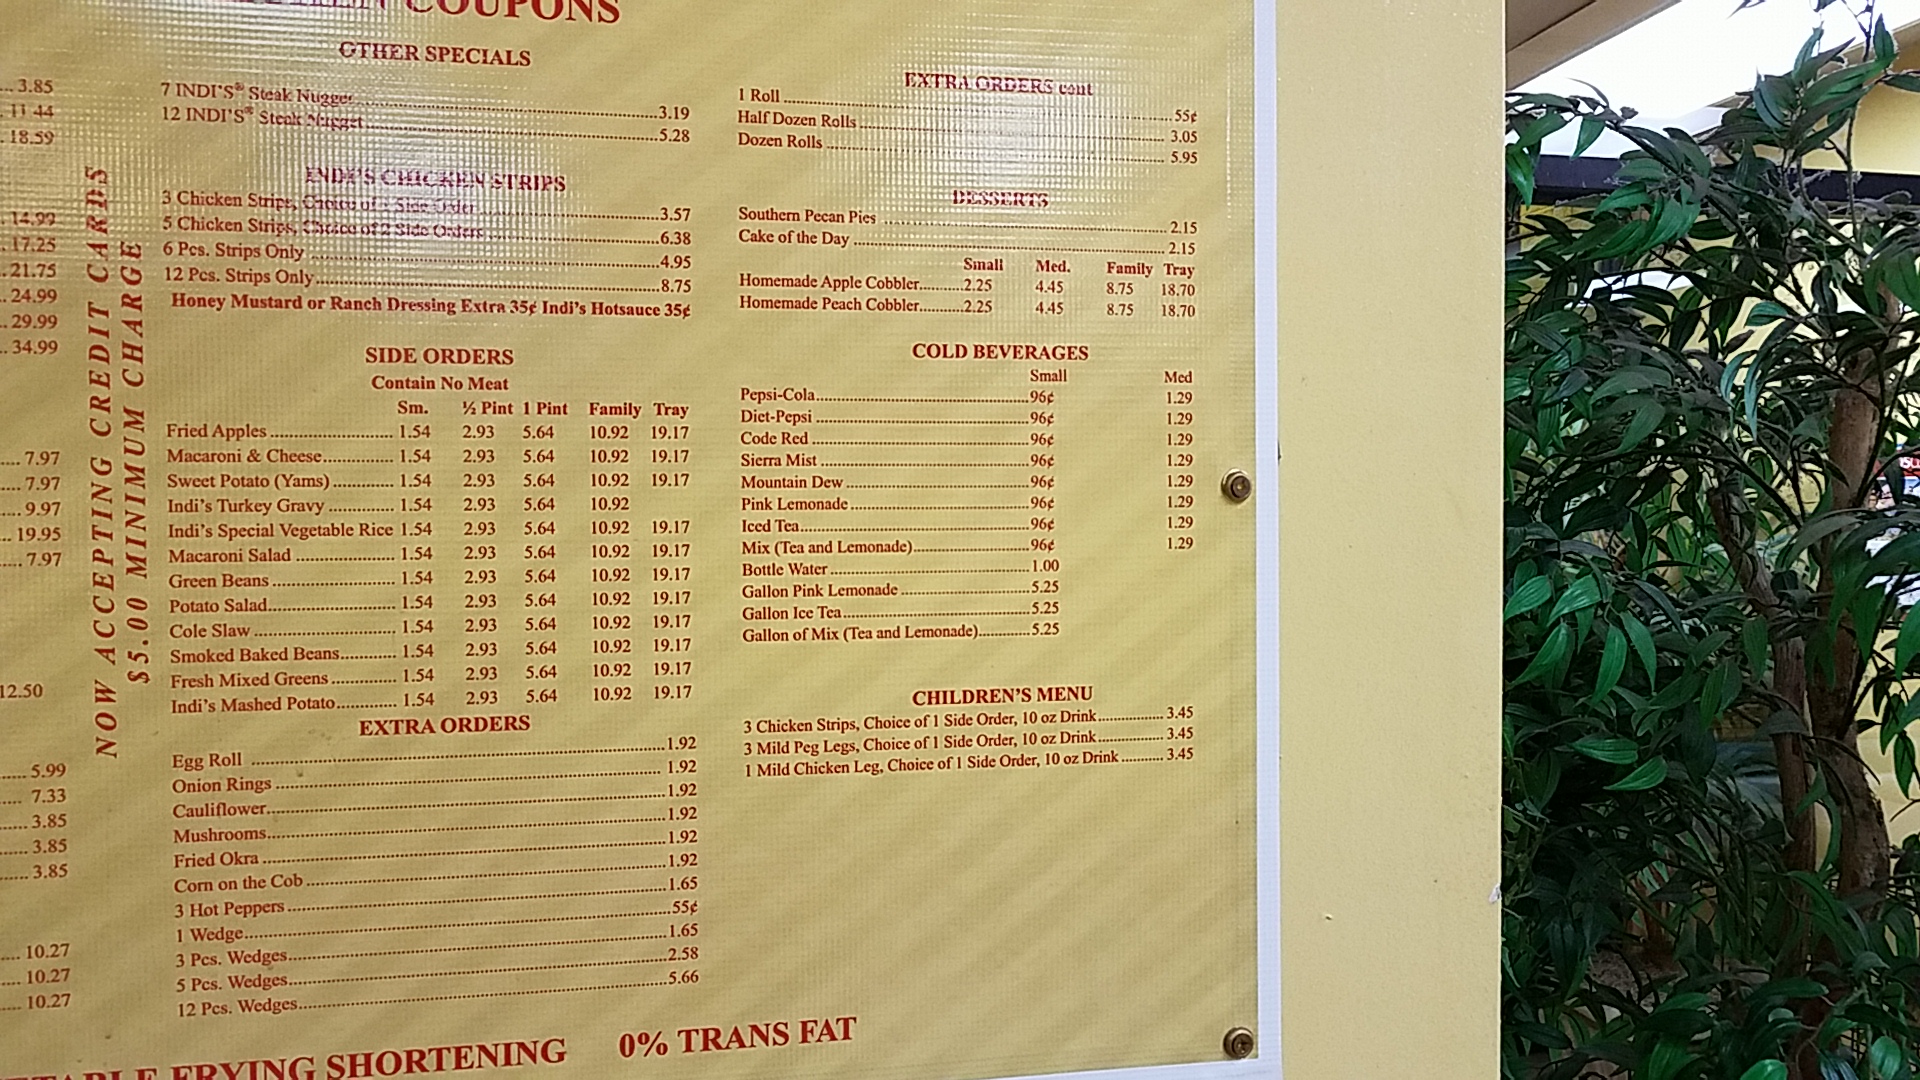 COUPONS
3.85
11.44
18.59
14.99
17.25
21.75
24.99
29.99
34.99
7.97
7.97
9.97
19.95
7.97
12.50
5.99
7.33
3.85
3.85
3.85
10.27
10.27
10.27
NOW ACCEPTING CREDIT CARDS
$5.00 MINIMUM CHARGE
OTHER SPECIALS
7 INDI'S® Steak Nugget 3.19
12 INDI'S® Steak Nugget 5.28
INDI'S CHICKEN STRIPS
3 Chicken Strips, Choice of 1 Side Order 3.57
5 Chicken Strips, Choice of 2 Side Orders 6.38
6 Pcs. Strips Only 4.95
12 Pcs. Strips Only 8.75
Honey Mustard or Ranch Dressing Extra 35¢ Indi's Hotsauce 35¢
SIDE ORDERS
Contain No Meat
Sm. ½ Pint 1 Pint Family Tray
Fried Apples 1.54 2.93 5.64 10.92 19.17
Macaroni & Cheese 1.54 2.93 5.64 10.92 19.17
Sweet Potato (Yams) 1.54 2.93 5.64 10.92 19.17
Indi's Turkey Gravy 1.54 2.93 5.64 10.92
Indi's Special Vegetable Rice 1.54 2.93 5.64 10.92 19.17
Macaroni Salad 1.54 2.93 5.64 10.92 19.17
Green Beans 1.54 2.93 5.64 10.92 19.17
Potato Salad 1.54 2.93 5.64 10.92 19.17
Cole Slaw 1.54 2.93 5.64 10.92 19.17
Smoked Baked Beans 1.54 2.93 5.64 10.92 19.17
Fresh Mixed Greens 1.54 2.93 5.64 10.92 19.17
Indi's Mashed Potato 1.54 2.93 5.64 10.92 19.17
EXTRA ORDERS
Egg Roll 1.92
Onion Rings 1.92
Cauliflower 1.92
Mushrooms 1.92
Fried Okra 1.92
Corn on the Cob 1.92
3 Hot Peppers 1.65
1 Wedge 55¢
3 Pcs. Wedges 1.65
5 Pcs. Wedges 2.58
12 Pcs. Wedges 5.66
EXTRA ORDERS cont
1 Roll 55¢
Half Dozen Rolls 3.05
Dozen Rolls 5.95
DESSERTS
Southern Pecan Pies 2.15
Cake of the Day 2.15
Small Med. Family Tray
Homemade Apple Cobbler 2.25 4.45 8.75 18.70
Homemade Peach Cobbler 2.25 4.45 8.75 18.70
COLD BEVERAGES
Small Med
Pepsi-Cola 96¢ 1.29
Diet-Pepsi 96¢ 1.29
Code Red 96¢ 1.29
Sierra Mist 96¢ 1.29
Mountain Dew 96¢ 1.29
Pink Lemonade 96¢ 1.29
Iced Tea 96¢ 1.29
Mix (Tea and Lemonade) 96¢ 1.29
Bottle Water 1.00
Gallon Pink Lemonade 5.25
Gallon Ice Tea 5.25
Gallon of Mix (Tea and Lemonade) 5.25
CHILDREN'S MENU
3 Chicken Strips, Choice of 1 Side Order, 10 oz Drink 3.45
3 Mild Peg Legs, Choice of 1 Side Order, 10 oz Drink 3.45
1 Mild Chicken Leg, Choice of 1 Side Order, 10 oz Drink 3.45
FRYING SHORTENING 0% TRANS FAT